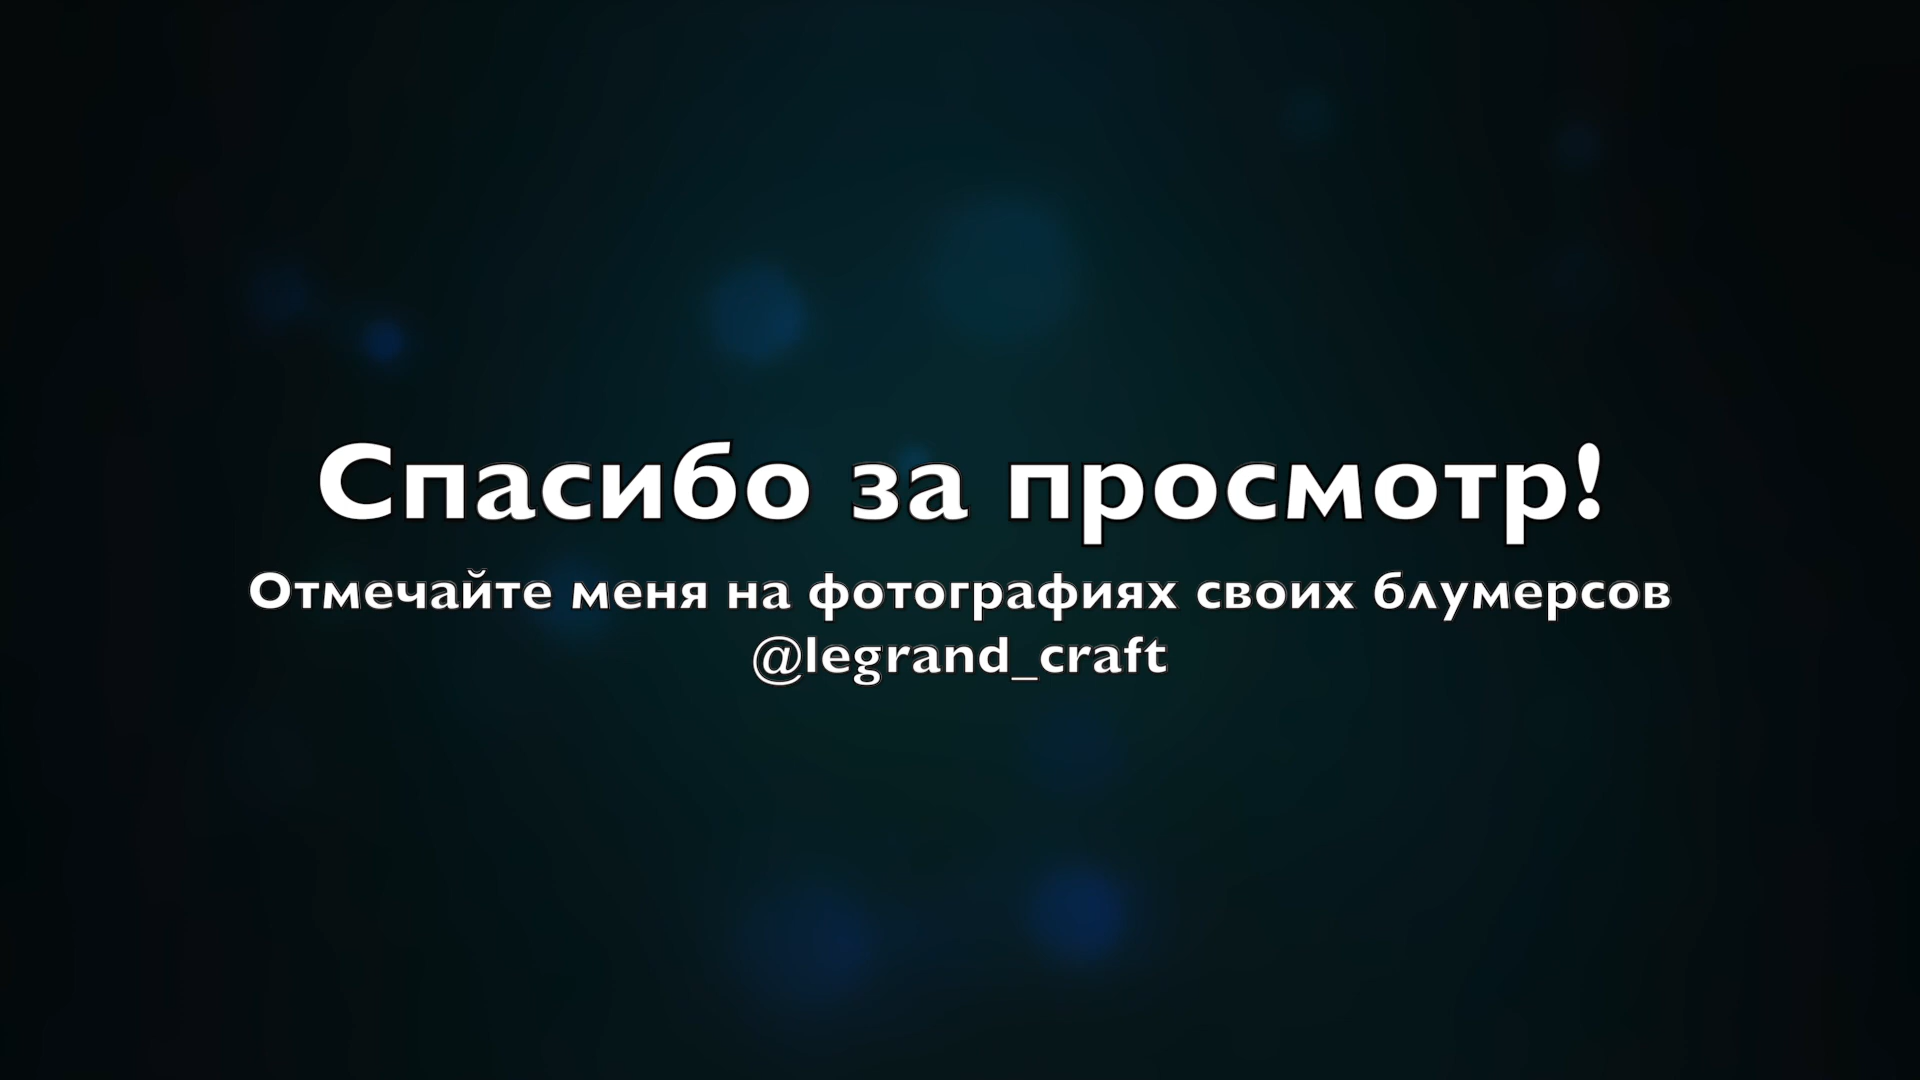 Спасибо за просмотр!
Отмечайте меня на фотографиях своих блумерсов
@legrand_craft